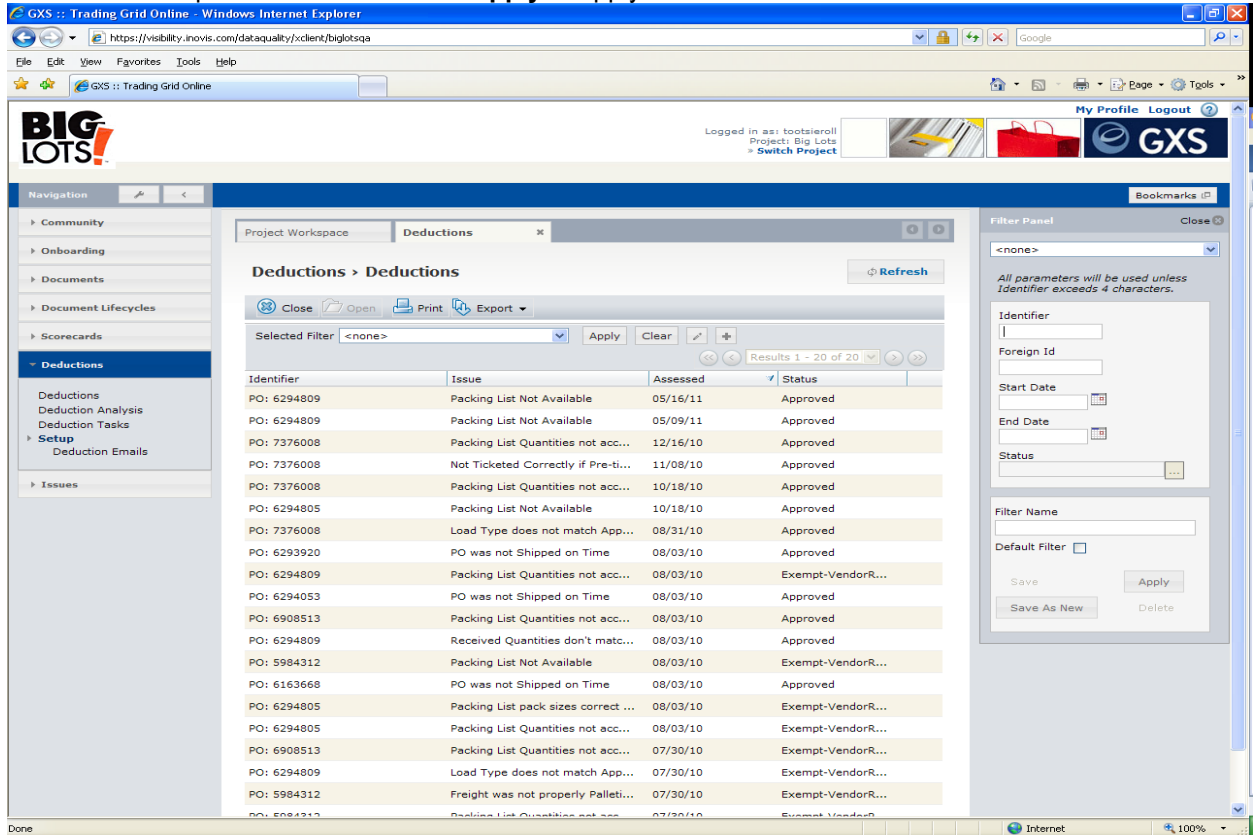 Apply
GXS :: Trading Grid Online - Windows Internet Explorer
https://visibility.inovis.com/dataquality/xclient/biglotsqa
Google
File Edit View Favorites Tools Help
GXS :: Trading Grid Online
Page Tools
BIG LOTS!
Logged in as: tootsieroll
Project: Big Lots
» Switch Project
My Profile Logout ?
GXS
Navigation
Bookmarks
Community
Onboarding
Documents
Document Lifecycles
Scorecards
Deductions
Deductions
Deduction Analysis
Deduction Tasks
Setup
Deduction Emails
Issues
Project Workspace Deductions
Deductions › Deductions
Refresh
Close Open Print Export
Selected Filter <none> Apply Clear
Results 1 - 20 of 20
Identifier Issue Assessed Status
PO: 6294809 Packing List Not Available 05/16/11 Approved
PO: 6294809 Packing List Not Available 05/09/11 Approved
PO: 7376008 Packing List Quantities not acc... 12/16/10 Approved
PO: 7376008 Not Ticketed Correctly if Pre-ti... 11/08/10 Approved
PO: 7376008 Packing List Quantities not acc... 10/18/10 Approved
PO: 6294805 Packing List Not Available 10/18/10 Approved
PO: 7376008 Load Type does not match App... 08/31/10 Approved
PO: 6293920 PO was not Shipped on Time 08/03/10 Approved
PO: 6294809 Packing List Quantities not acc... 08/03/10 Exempt-VendorR...
PO: 6294053 PO was not Shipped on Time 08/03/10 Approved
PO: 6908513 Packing List Quantities not acc... 08/03/10 Approved
PO: 6294809 Received Quantities don't matc... 08/03/10 Approved
PO: 5984312 Packing List Not Available 08/03/10 Exempt-VendorR...
PO: 6163668 PO was not Shipped on Time 08/03/10 Approved
PO: 6294805 Packing List pack sizes correct ... 08/03/10 Exempt-VendorR...
PO: 6294805 Packing List Quantities not acc... 08/03/10 Exempt-VendorR...
PO: 6908513 Packing List Quantities not acc... 07/30/10 Exempt-VendorR...
PO: 6294809 Load Type does not match App... 07/30/10 Exempt-VendorR...
PO: 5984312 Freight was not properly Palleti... 07/30/10 Exempt-VendorR...
PO: 5984312 Packing List Quantities not acc... 07/30/10 Exempt-VendorR...
Filter Panel Close
<none>
All parameters will be used unless
Identifier exceeds 4 characters.
Identifier
Foreign Id
Start Date
End Date
Status
...
Filter Name
Default Filter
Save Apply
Save As New Delete
Done
Internet
100%